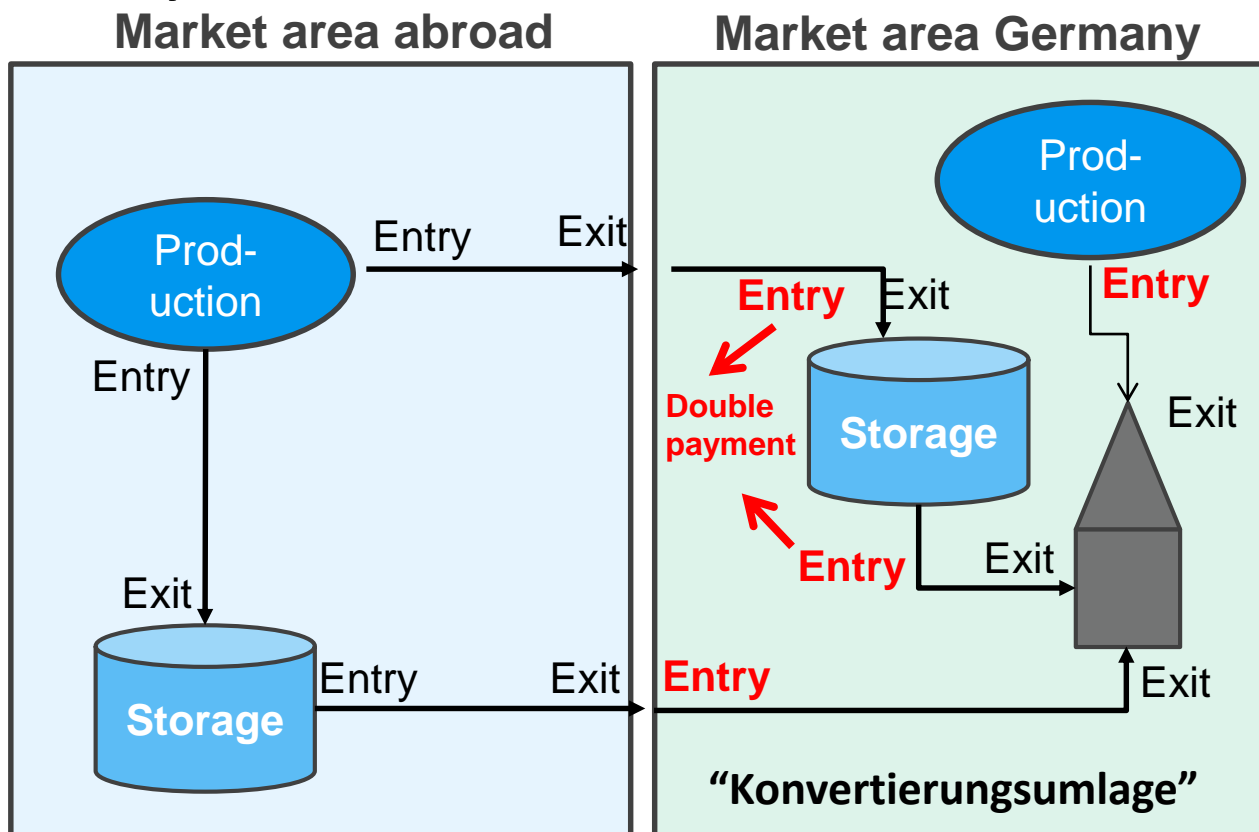 Market area abroad
Market area Germany
Prod-
uction
Entry
Exit
Prod-
uction
Entry
Entry
Exit
Entry
Double
payment
Storage
Exit
Entry
Exit
Exit
Storage
Entry
Exit
Entry
Exit
“Konvertierungsumlage”